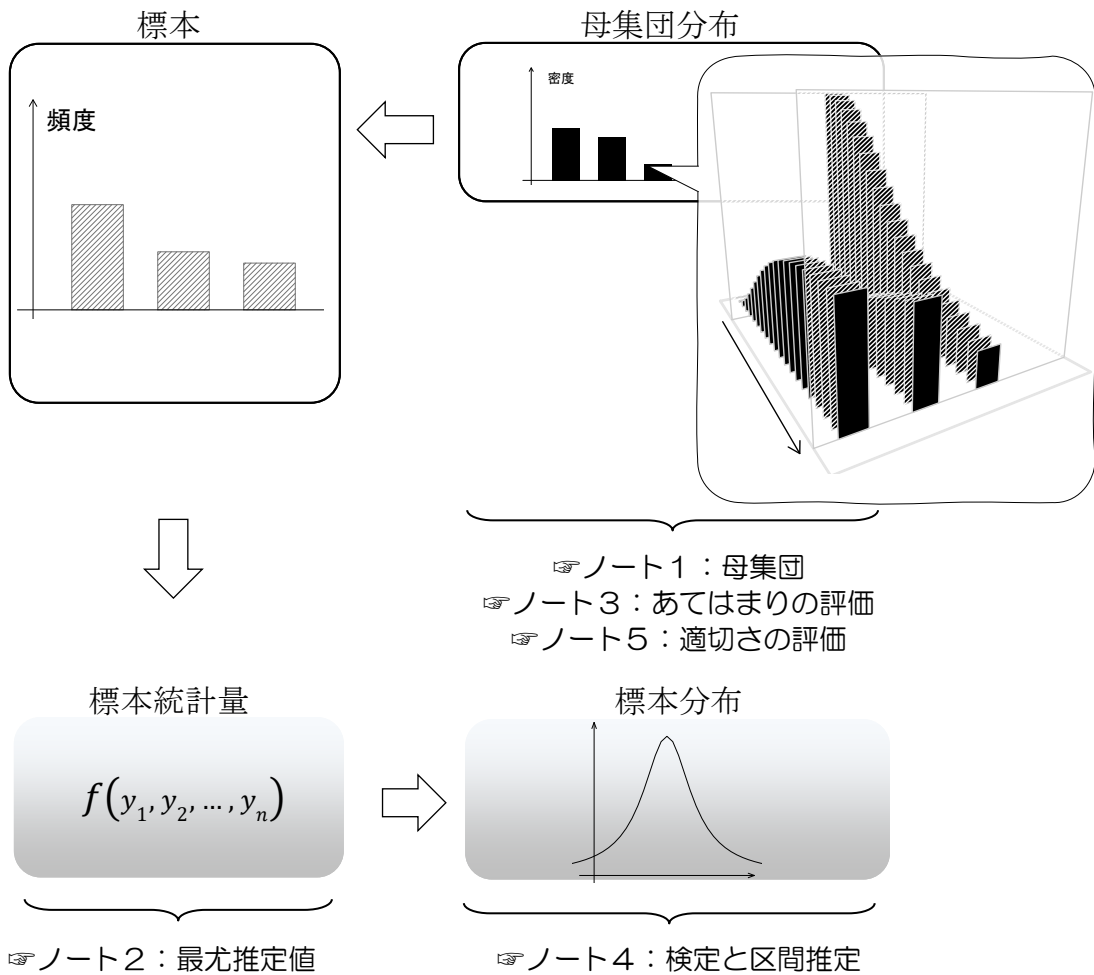 標本
母集団分布
頻度
密度
☞ノート1：母集団
☞ノート3：あてはまりの評価
☞ノート5：適切さの評価
標本統計量
標本分布
f(y₁, y₂, … , yₙ)
☞ノート2：最尤推定値
☞ノート4：検定と区間推定